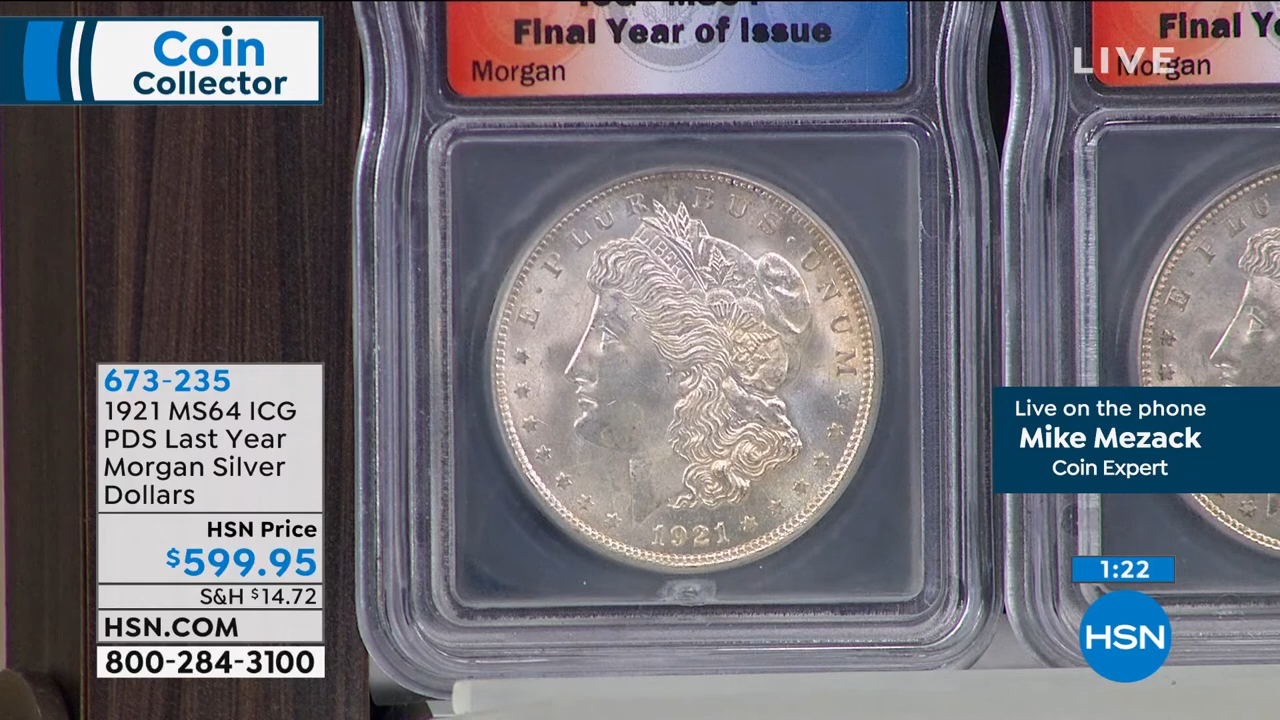 Coin
Collector
Final Year of Issue
Morgan
Final Y
Morgan
LIVE
E·PLURIBUS·UNUM
LIBERTY
1921
E·PLU
673-235
1921 MS64 ICG
PDS Last Year
Morgan Silver
Dollars
HSN Price
$599.95
S&H $14.72
HSN.COM
800-284-3100
Live on the phone
Mike Mezack
Coin Expert
1:22
HSN